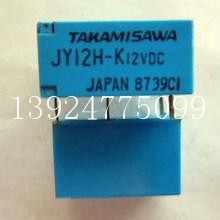 TAKAMISAWA
JY12H-K12VDC
JAPAN 8739C1
13924775099